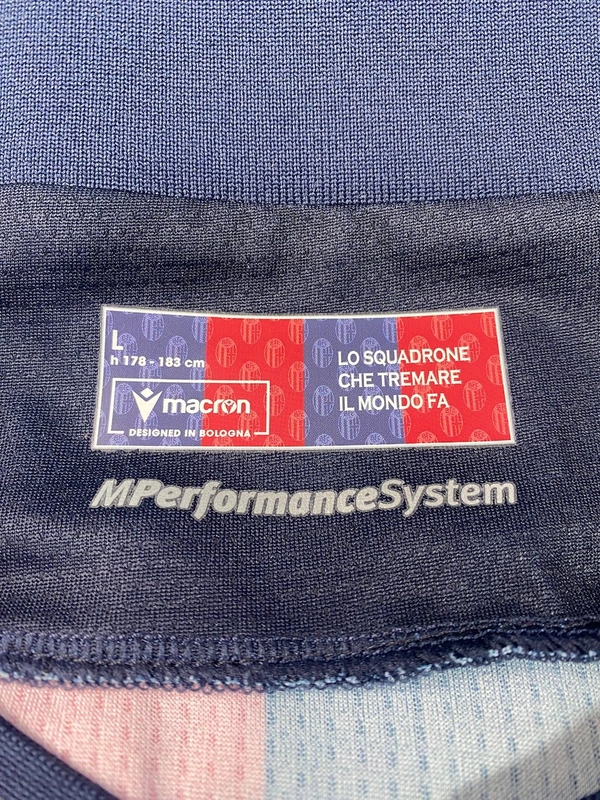 L
h 178 - 183 cm
macron
DESIGNED IN BOLOGNA
LO SQUADRONE
CHE TREMARE
IL MONDO FA
MPerformanceSystem